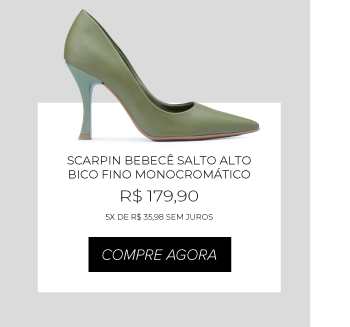 SCARPIN BEBECÊ SALTO ALTO
BICO FINO MONOCROMÁTICO
R$ 179,90
5X DE R$ 35,98 SEM JUROS
COMPRE AGORA